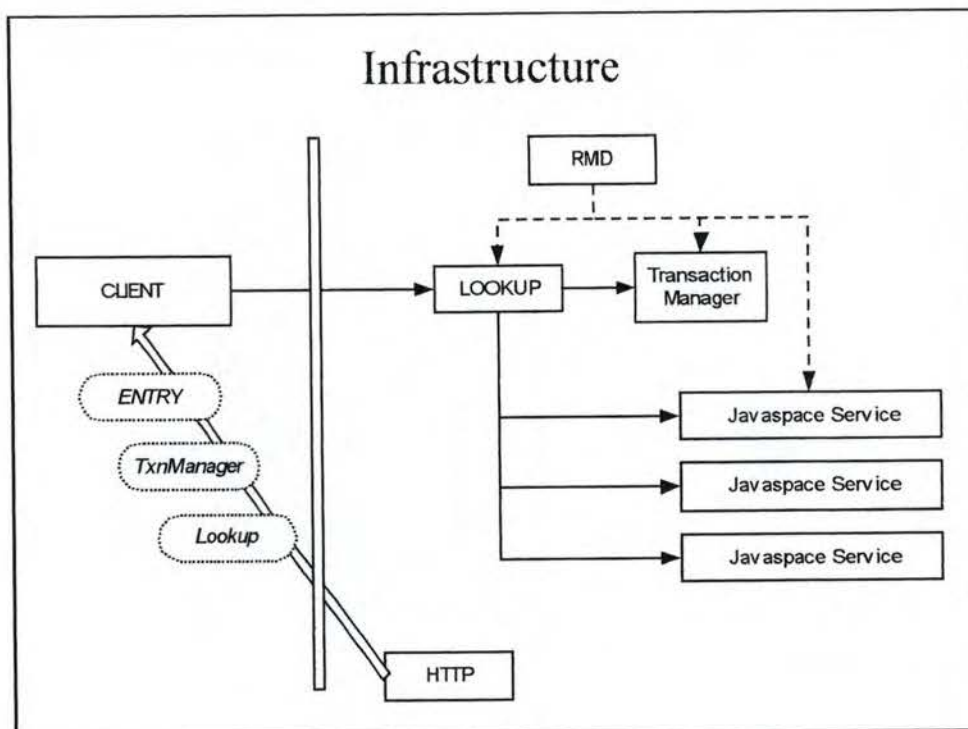 Infrastructure
RMD
CLIENT
LOOKUP
Transaction
Manager
ENTRY
Javaspace Service
TxnManager
Javaspace Service
Lookup
Javaspace Service
HTTP